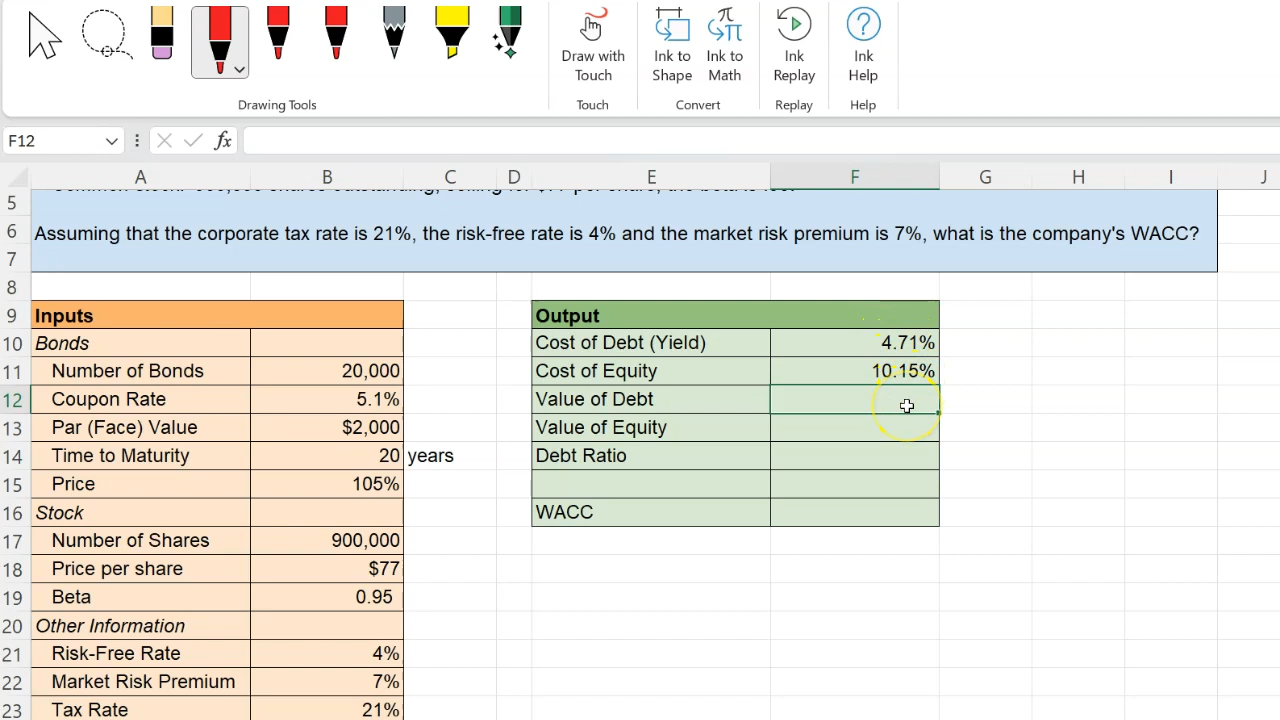 Draw with Touch
Ink to Shape
Ink to Math
Ink Replay
Ink Help
Drawing Tools
Touch
Convert
Replay
Help
F12
fx
A B C D E F G H I J
5
6 Assuming that the corporate tax rate is 21%, the risk-free rate is 4% and the market risk premium is 7%, what is the company's WACC?
7
8
9 Inputs Output
10 Bonds Cost of Debt (Yield) 4.71%
11 Number of Bonds 20,000 Cost of Equity 10.15%
12 Coupon Rate 5.1% Value of Debt
13 Par (Face) Value $2,000 Value of Equity
14 Time to Maturity 20 years Debt Ratio
15 Price 105%
16 Stock WACC
17 Number of Shares 900,000
18 Price per share $77
19 Beta 0.95
20 Other Information
21 Risk-Free Rate 4%
22 Market Risk Premium 7%
23 Tax Rate 21%